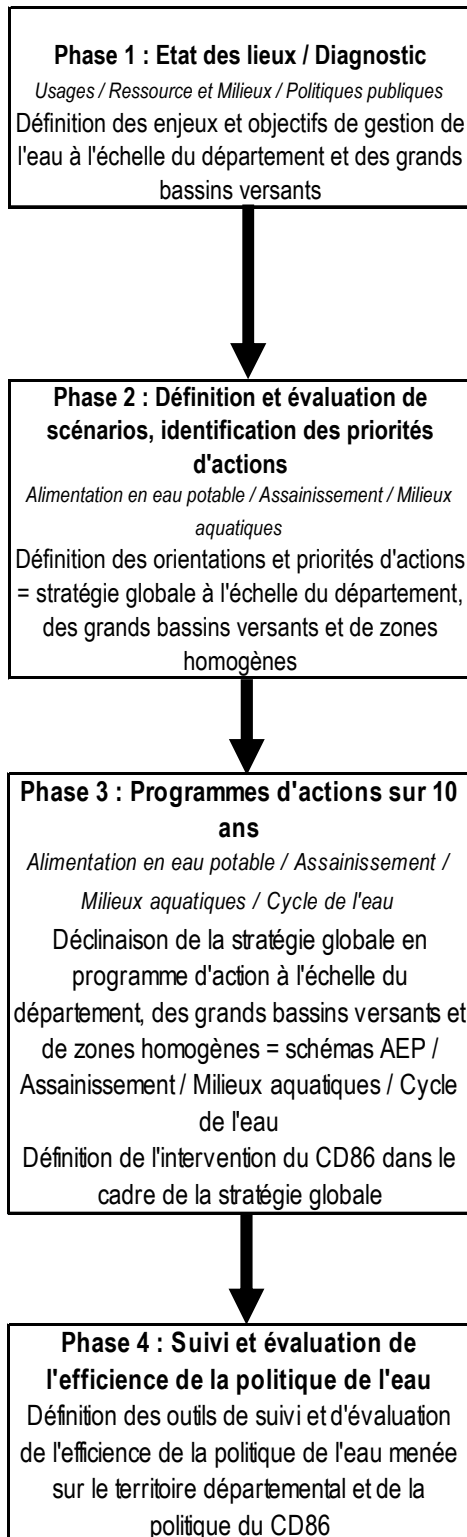 Phase 1 : Etat des lieux / Diagnostic
Usages / Ressource et Milieu / Politiques publiques
Définition des enjeux et objectifs de gestion de
l'eau à l'échelle du département et des grands
bassins versants
Phase 2 : Définition et évaluation de
scénarios, identification des priorités
d'actions
Alimentation en eau potable / Assainissement / Milieux
aquatiques
Définition des orientations et priorités d'actions
= stratégie globale à l'échelle du département,
des grands bassins versants et de zones
homogènes
Phase 3 : Programmes d'actions sur 10
ans
Alimentation en eau potable / Assainissement /
Milieux aquatiques / Cycle de l'eau
Déclinaison de la stratégie globale en
programme d'action à l'échelle du
département, des grands bassins versants et
de zones homogènes = schémas AEP /
Assainissement / Milieux aquatiques / Cycle
de l'eau
Définition de l'intervention du CD86 dans le
cadre de la stratégie globale
Phase 4 : Suivi et évaluation de
l'efficience de la politique de l'eau
Définition des outils de suivi et d'évaluation
de l'efficience de la politique de l'eau menée
sur le territoire départemental et de la
politique du CD86